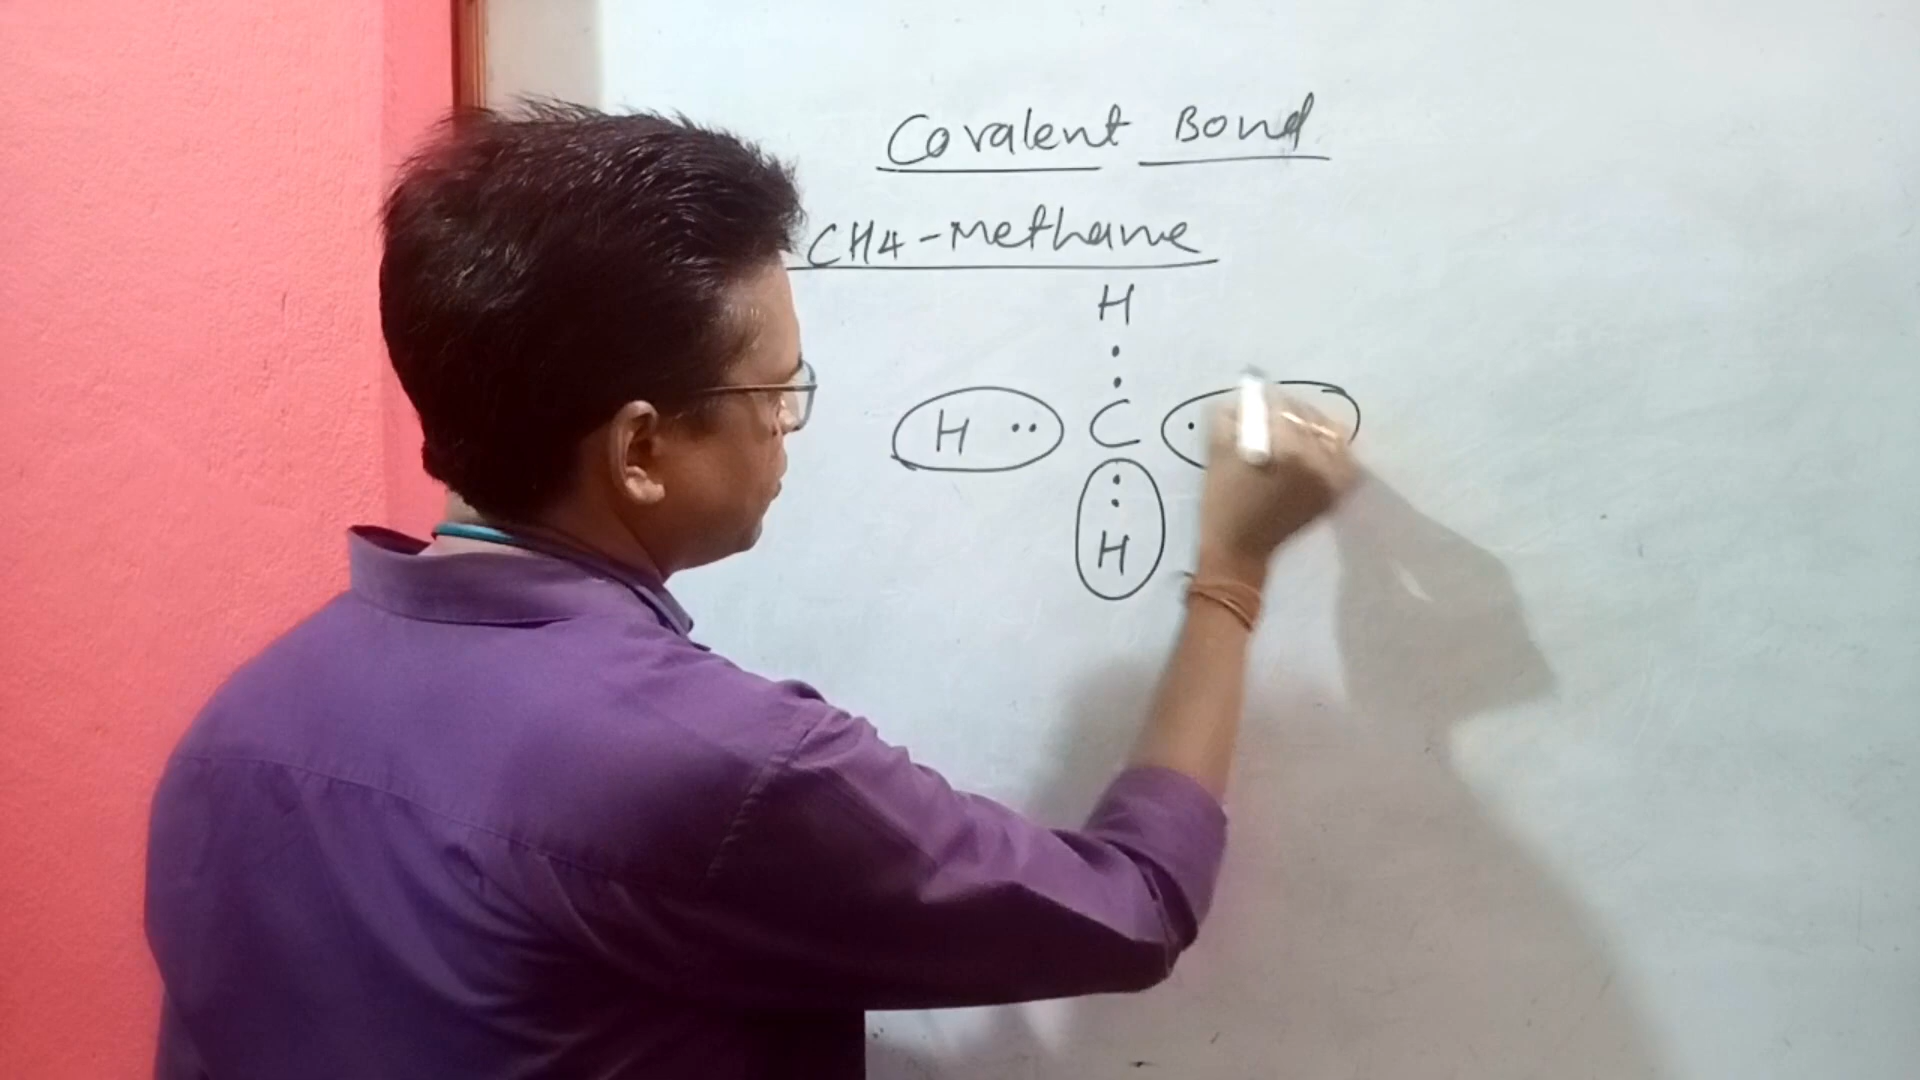 Covalent Bond
CH4-Methane
H
:
H .. C .
:
H